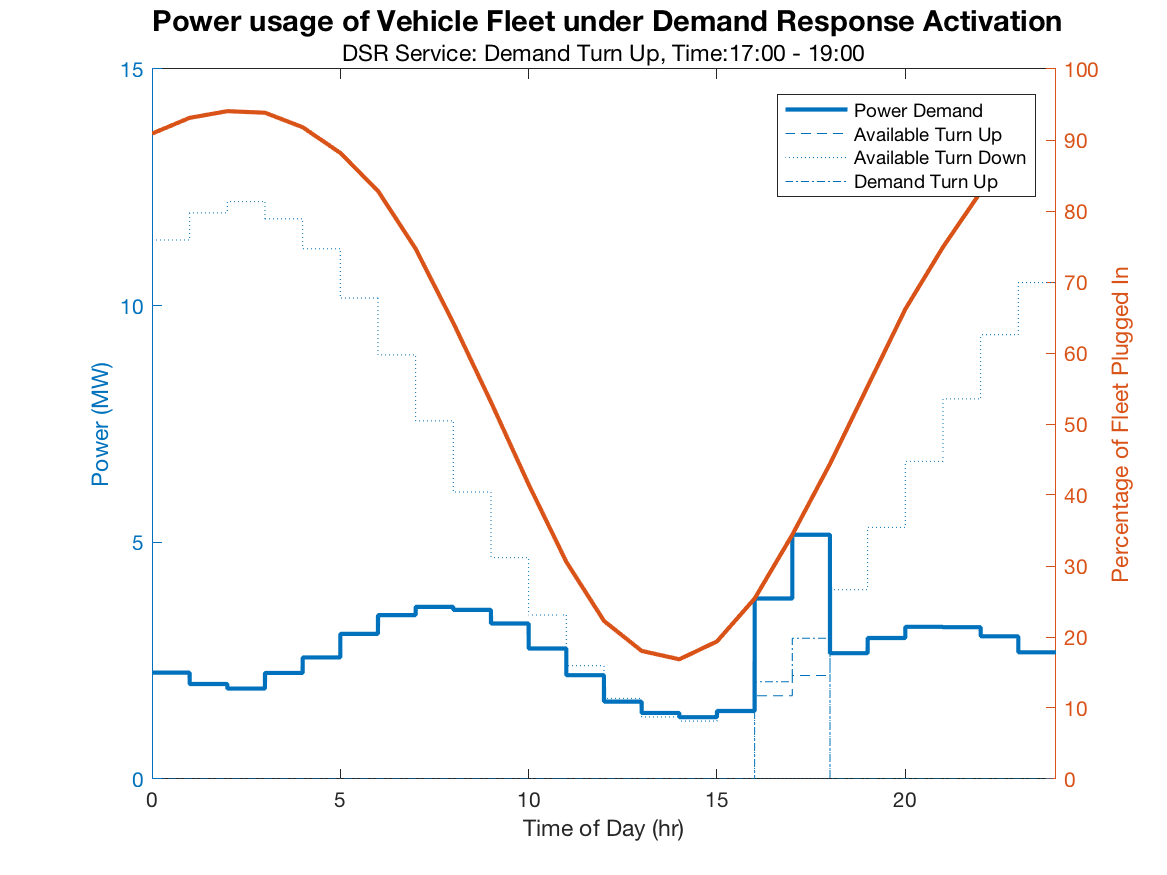 Power usage of Vehicle Fleet under Demand Response Activation
DSR Service: Demand Turn Up, Time:17:00 - 19:00
15
10
5
0
Power (MW)
100
90
80
70
60
50
40
30
20
10
0
Percentage of Fleet Plugged In
Power Demand
Available Turn Up
Available Turn Down
Demand Turn Up
0
5
10
15
20
Time of Day (hr)